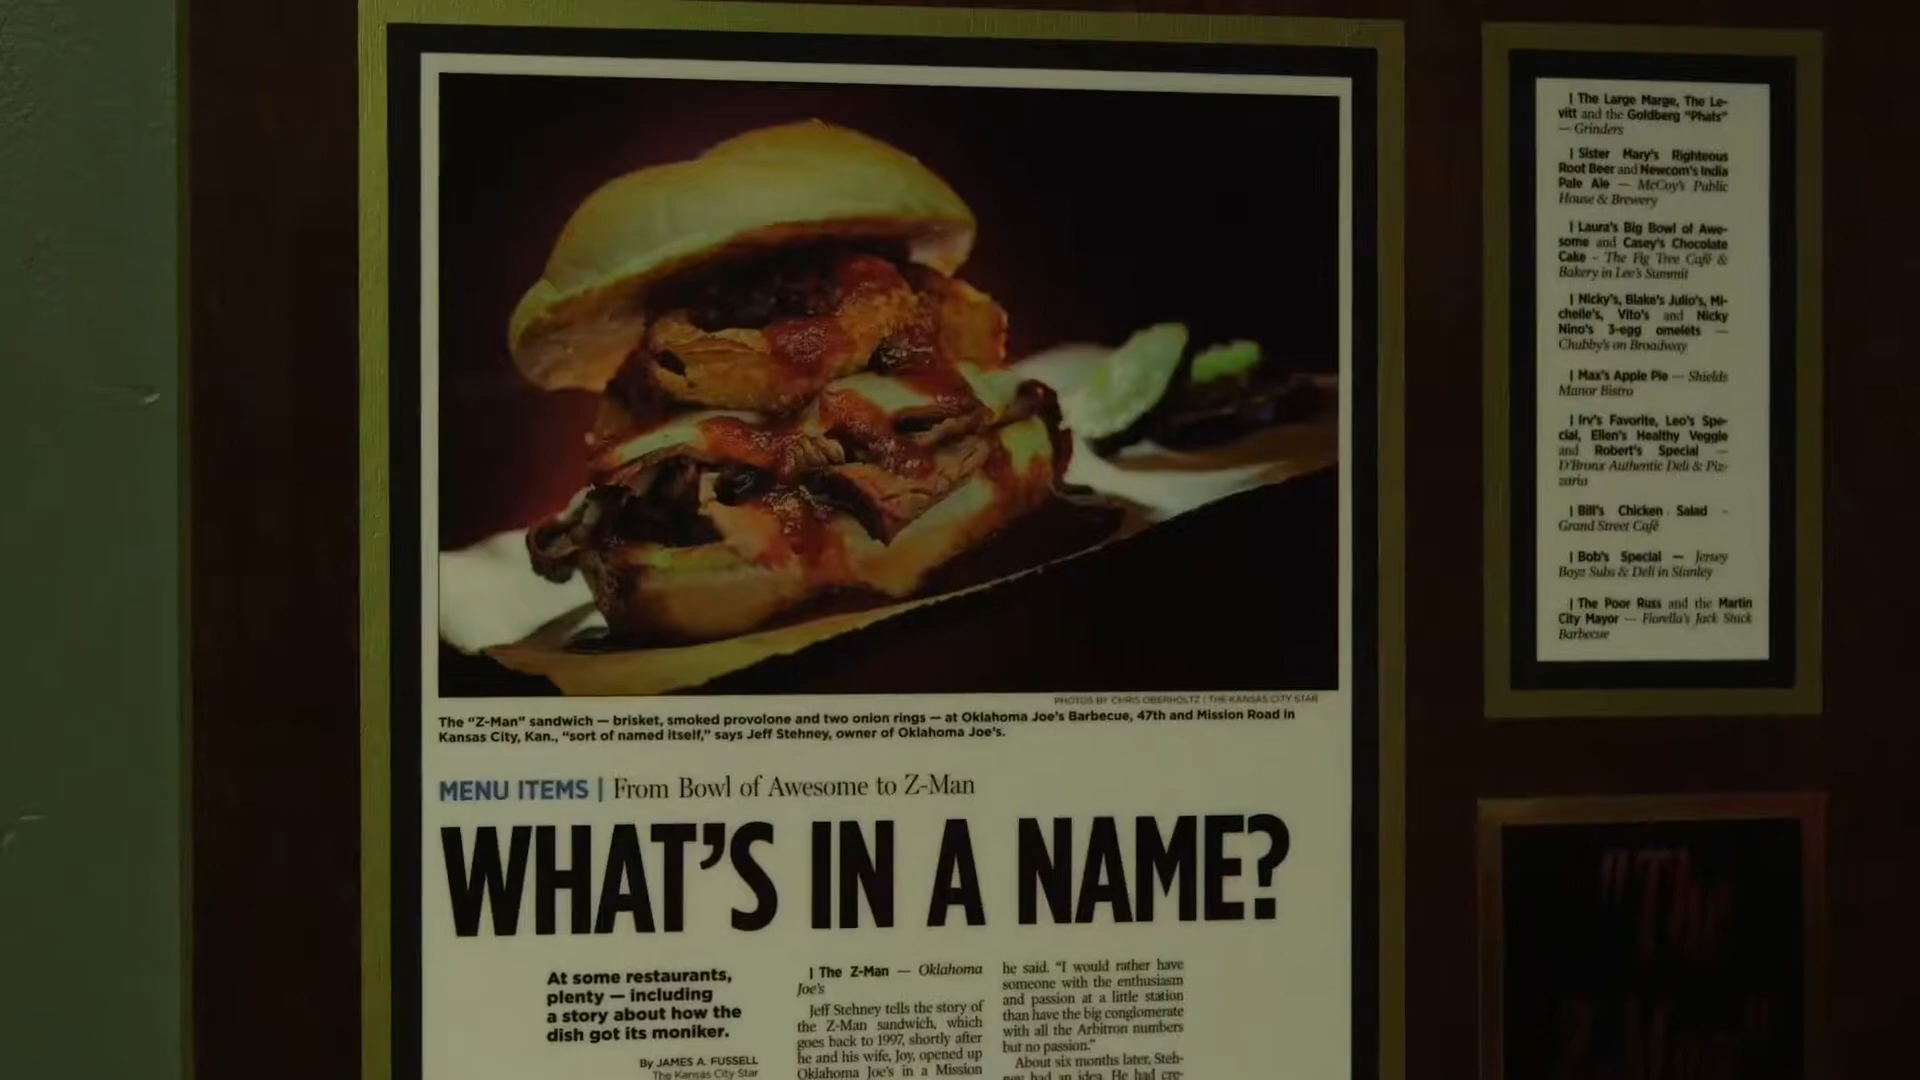 PHOTOS BY CHRIS OBERHOLTZ | THE KANSAS CITY STAR
The “Z-Man” sandwich — brisket, smoked provolone and two onion rings — at Oklahoma Joe’s Barbecue, 47th and Mission Road in
Kansas City, Kan., “sort of named itself,” says Jeff Stehney, owner of Oklahoma Joe’s.
MENU ITEMS | From Bowl of Awesome to Z-Man
WHAT’S IN A NAME?
At some restaurants,
plenty — including
a story about how the
dish got its moniker.
By JAMES A. FUSSELL
The Kansas City Star
| The Z-Man — Oklahoma
Joe’s
Jeff Stehney tells the story of
the Z-Man sandwich, which
goes back to 1997, shortly after
he and his wife, Joy, opened up
Oklahoma Joe’s in a Mission
he said. “I would rather have
someone with the enthusiasm
and passion at a little station
than have the big conglomerate
with all the Arbitron numbers
but no passion.”
About six months later, Steh-
ney had an idea. He had cre-
| The Large Marge, The Le-
vitt and the Goldberg “Phats”
— Grinders
| Sister Mary’s Righteous
Root Beer and Newcom’s India
Pale Ale — McCoy’s Public
House & Brewery
| Laura’s Big Bowl of Awe-
some and Casey’s Chocolate
Cake - The Fig Tree Café &
Bakery in Lee’s Summit
| Nicky’s, Blake’s Julio’s, Mi-
chelle’s, Vito’s and Nicky
Nino’s 3-egg omelets —
Chubby’s on Broadway
| Max’s Apple Pie — Shields
Manor Bistro
| Irv’s Favorite, Leo’s Spe-
cial, Ellen’s Healthy Veggie
and Robert’s Special —
D’Bronx Authentic Deli & Piz-
zaria
| Bill’s Chicken Salad -
Grand Street Café
| Bob’s Special — Jersey
Boyz Subs & Deli in Stanley
| The Poor Russ and the Martin
City Mayor — Fiorella’s Jack Stack
Barbecue
"The